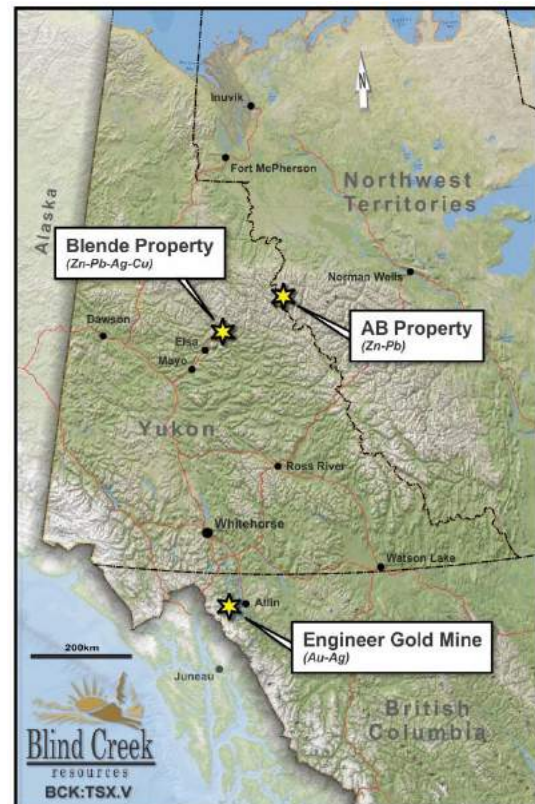 N
Inuvik
Fort McPherson
Northwest
Territories
Alaska
Blende Property
(Zn-Pb-Ag-Cu)
Norman Wells
AB Property
(Zn-Pb)
Dawson
Elsa
Mayo
Yukon
Ross River
Whitehorse
Watson Lake
Atlin
Engineer Gold Mine
(Au-Ag)
200km
Juneau
British
Columbia
Blind Creek
resources
BCK:TSX.V